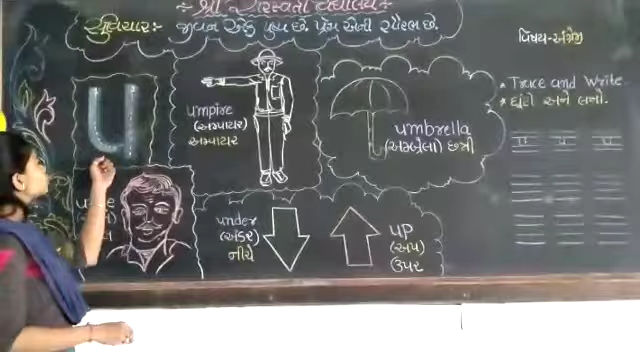 ÷ શ્રી સરસ્વતી વિદ્યાલય ÷
સુવિચાર:- જીવન એક પુષ્પ છે. પ્રેમ એની સૌરભ છે.
વિષય-અંગ્રેજી
u
umpire
(અમ્પાયર)
અમ્પાયર
umbrella
(અમ્બ્રેલા) છત્રી
* Trace and write.
* ઘૂંટો અને લખો.
u u u
under
(અંડર)
નીચે
up
(અપ)
ઉપર